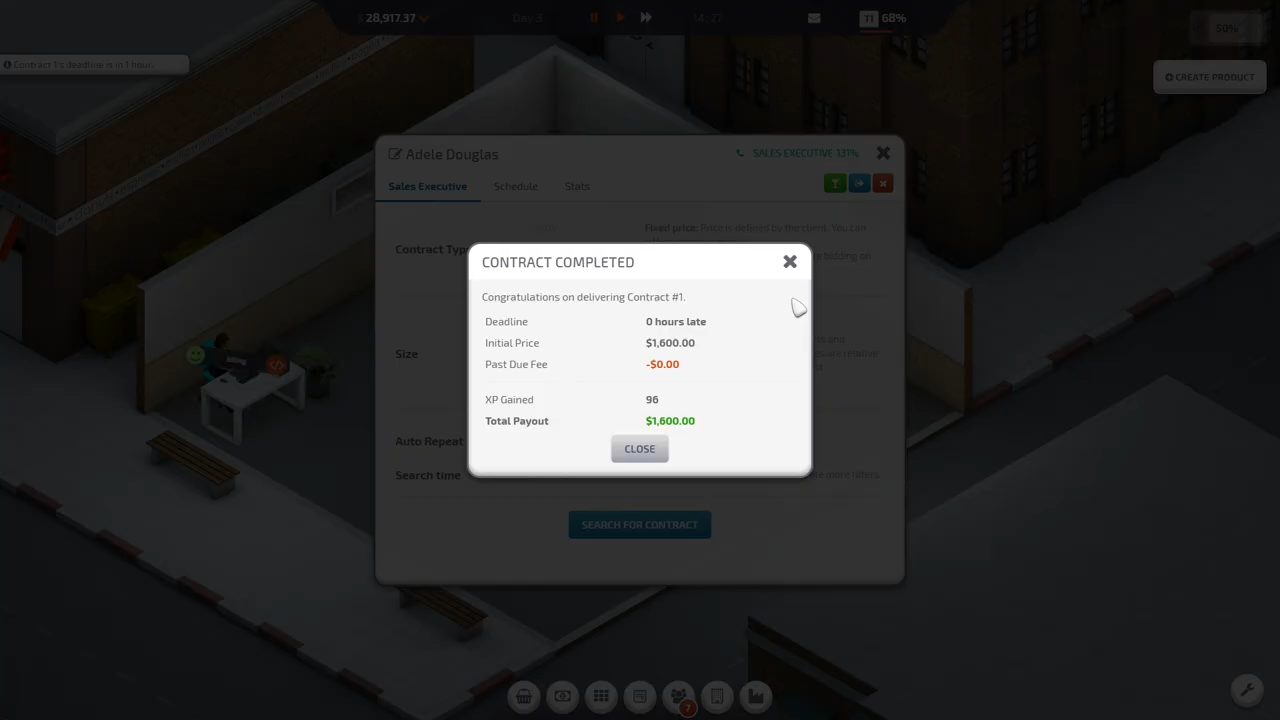 $ 28,917.37
Day 3
14:27
T1 68%
50%
Contract 1's deadline is in 1 hour.
CREATE PRODUCT
Adele Douglas
SALES EXECUTIVE 131%
Sales Executive Schedule Stats
Fixed price: Price is defined by the client. You can
Contract Typ
CONTRACT COMPLETED
Congratulations on delivering Contract #1.
Deadline 0 hours late
Initial Price $1,600.00
Past Due Fee -$0.00
XP Gained 96
Total Payout $1,600.00
CLOSE
Size
Auto Repeat
Search time
SEARCH FOR CONTRACT
7